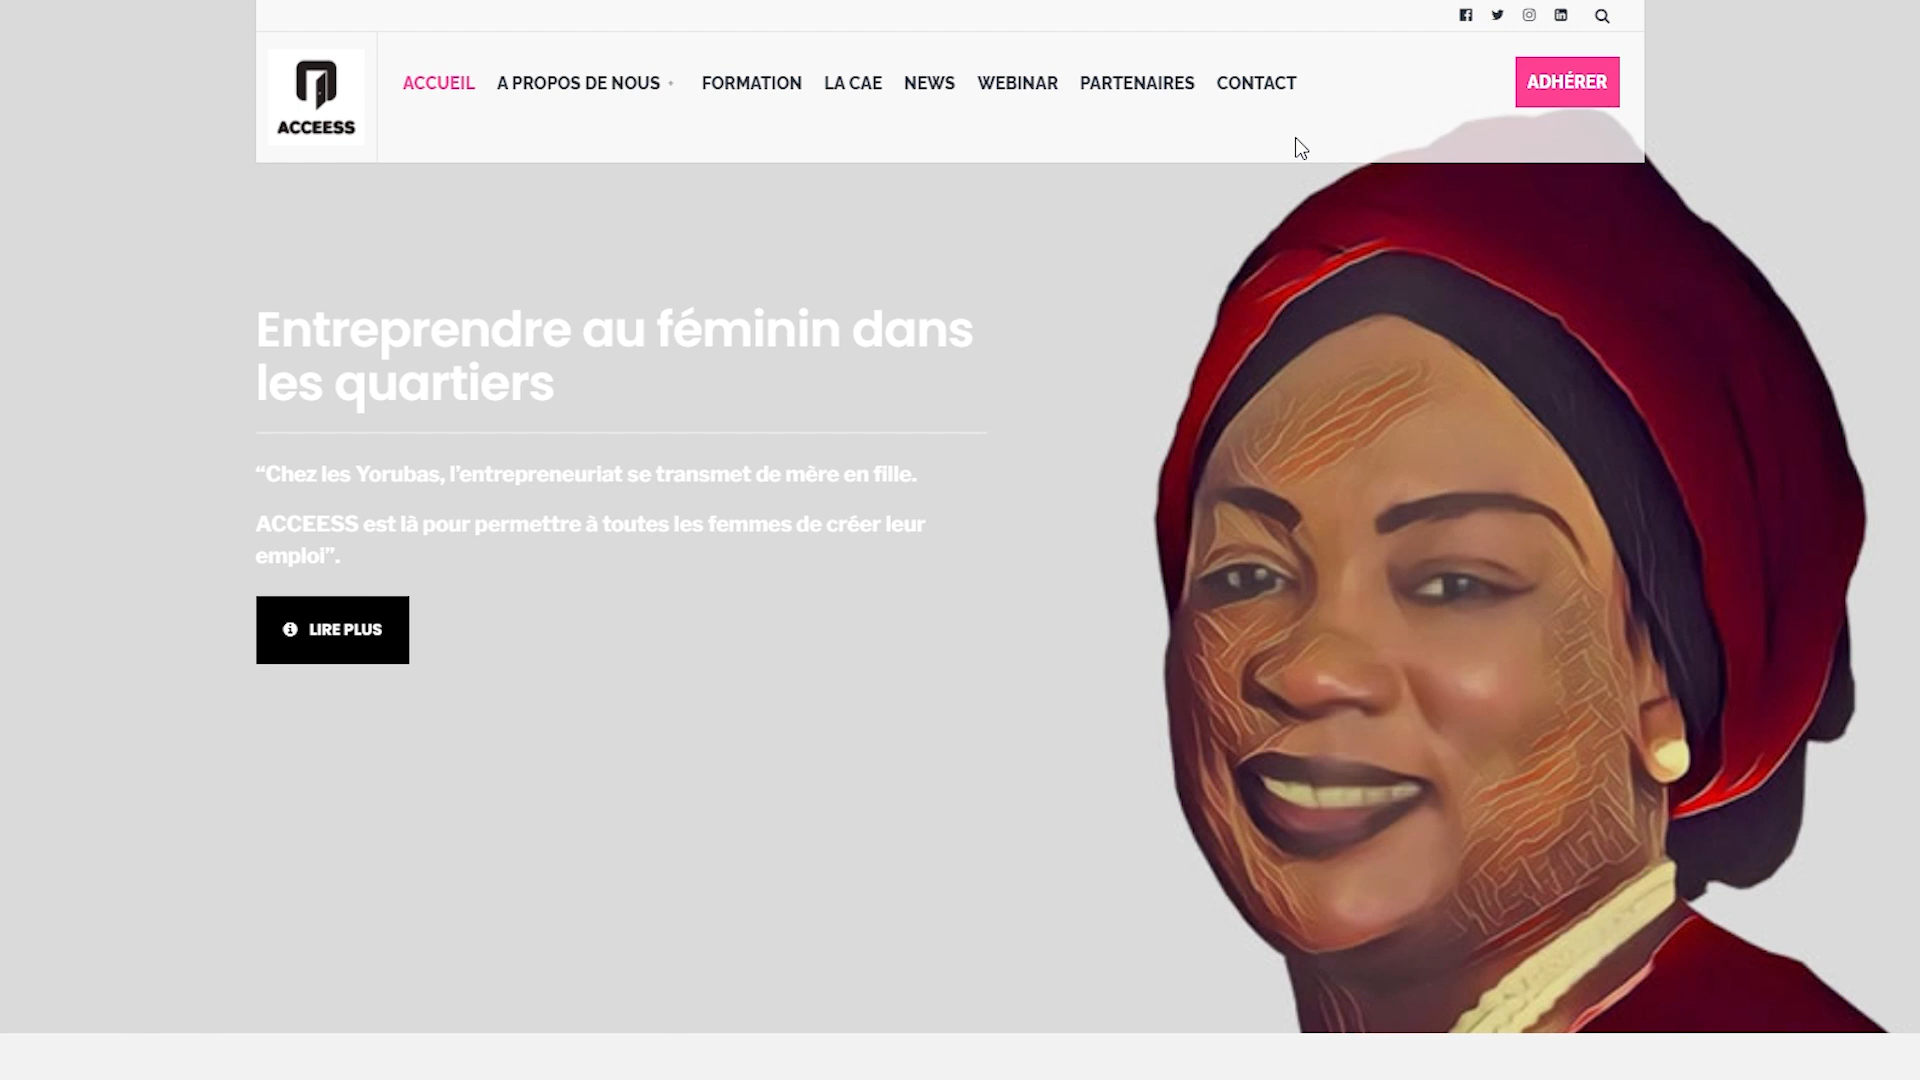 ACCEESS
ACCUEIL A PROPOS DE NOUS FORMATION LA CAE NEWS WEBINAR PARTENAIRES CONTACT ADHÉRER
Entreprendre au féminin dans
les quartiers
“Chez les Yorubas, l’entrepreneuriat se transmet de mère en fille.
ACCEESS est là pour permettre à toutes les femmes de créer leur
emploi”.
LIRE PLUS